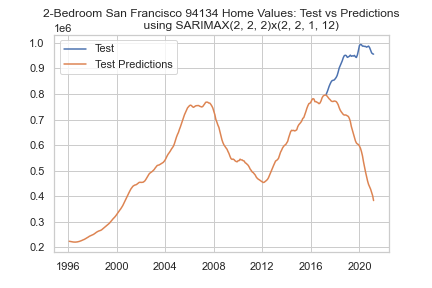 2-Bedroom San Francisco 94134 Home Values: Test vs Predictions
using SARIMAX(2, 2, 2)x(2, 2, 1, 12)
1e6
Test
Test Predictions
1.0
0.9
0.8
0.7
0.6
0.5
0.4
0.3
0.2
1996 2000 2004 2008 2012 2016 2020